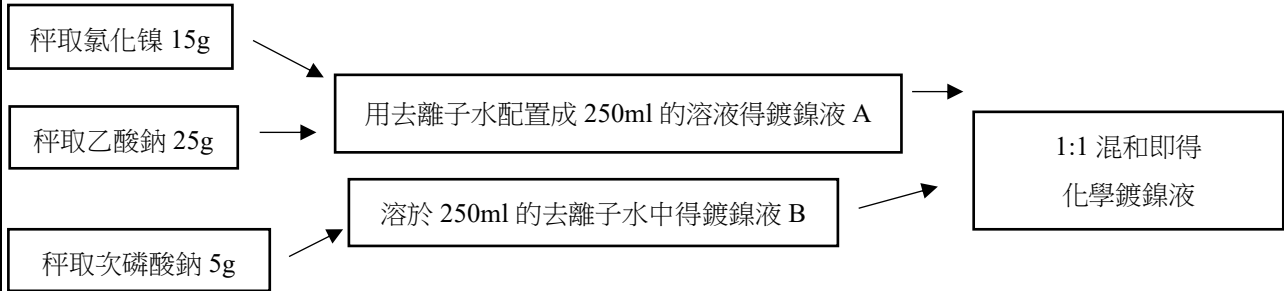 秤取氯化镍 15g
秤取乙酸鈉 25g
用去離子水配置成 250ml 的溶液得鍍鎳液 A
1:1 混和即得
化學鍍鎳液
溶於 250ml 的去離子水中得鍍鎳液 B
秤取次磷酸鈉 5g